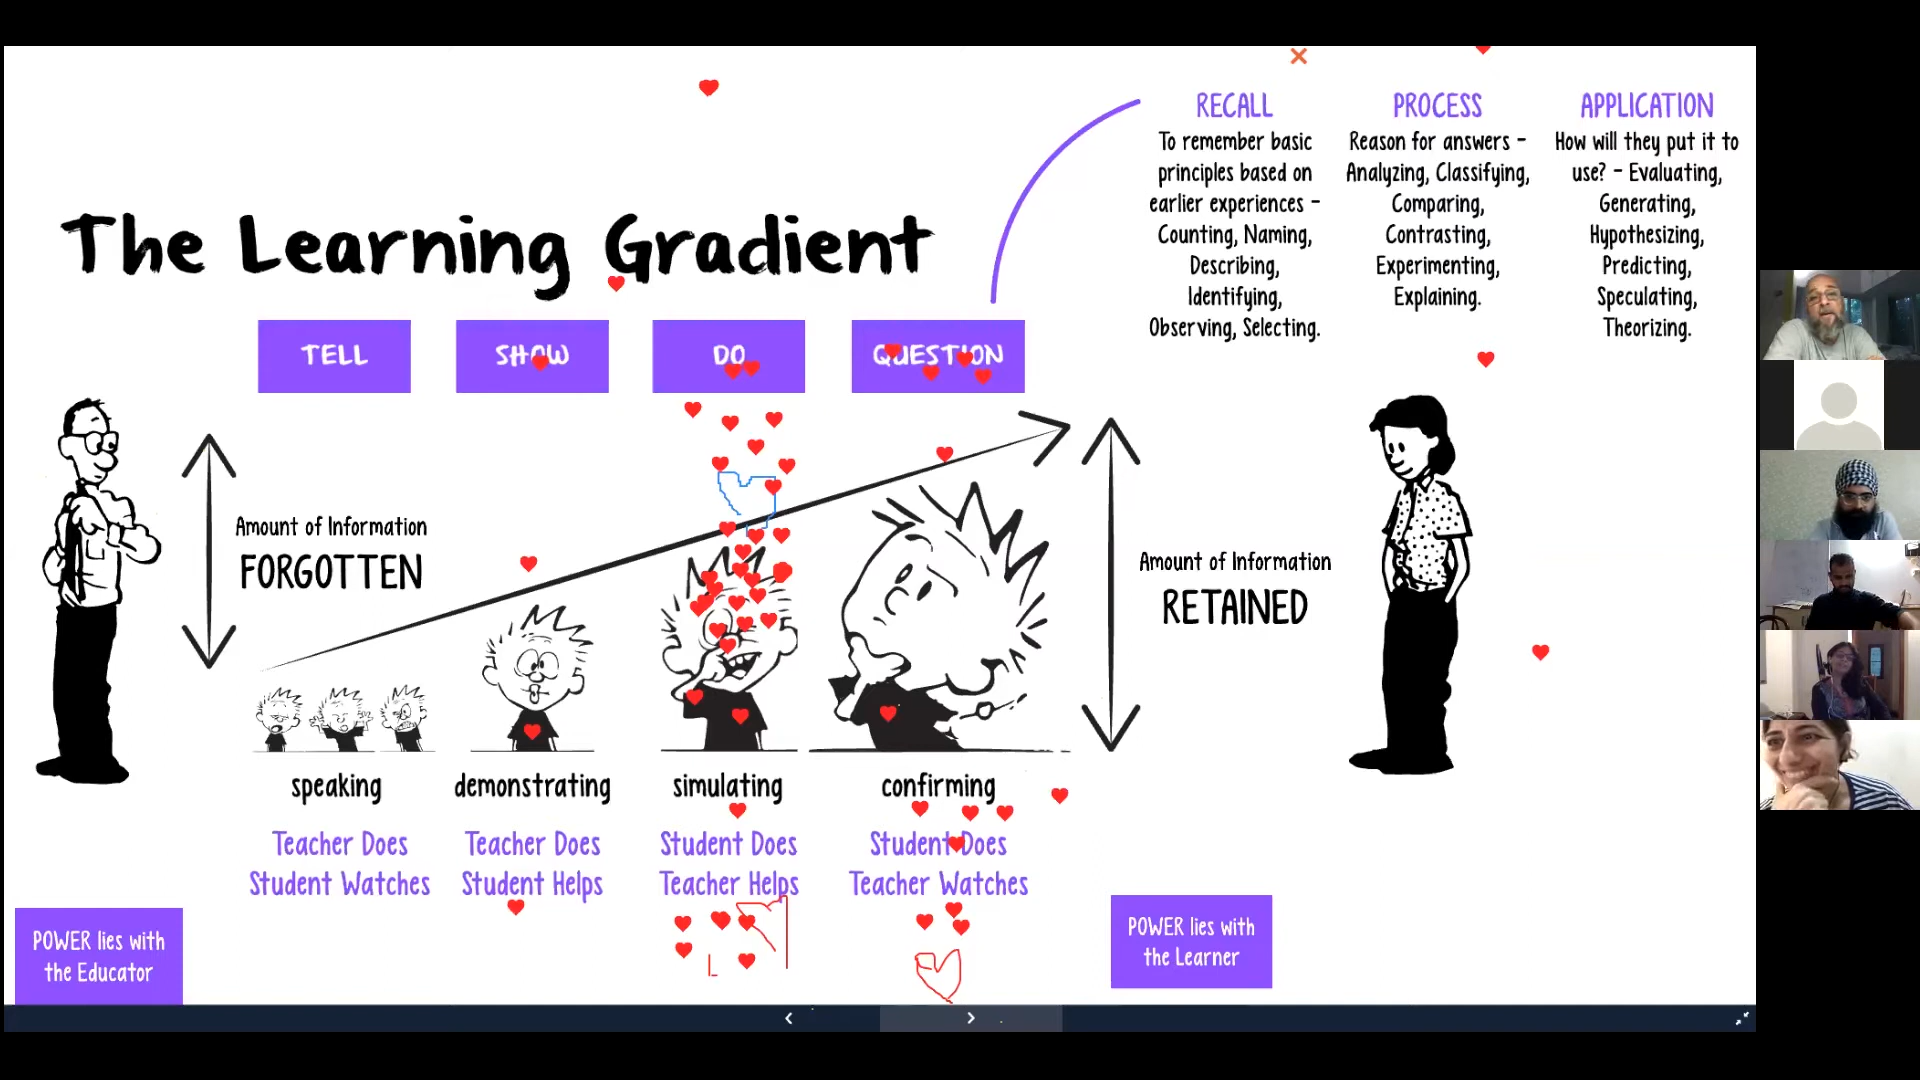 The Learning Gradient
RECALL
To remember basic
principles based on
earlier experiences -
Counting, Naming,
Describing,
Identifying,
Observing, Selecting.
PROCESS
Reason for answers -
Analyzing, Classifying,
Comparing,
Contrasting,
Experimenting,
Explaining.
APPLICATION
How will they put it to
use? - Evaluating,
Generating,
Hypothesizing,
Predicting,
Speculating,
Theorizing.
TELL
SHOW
DO
QUESTION
Amount of Information
FORGOTTEN
Amount of Information
RETAINED
speaking
demonstrating
simulating
confirming
Teacher Does
Student Watches
Teacher Does
Student Helps
Student Does
Teacher Helps
Student Does
Teacher Watches
POWER lies with
the Educator
POWER lies with
the Learner